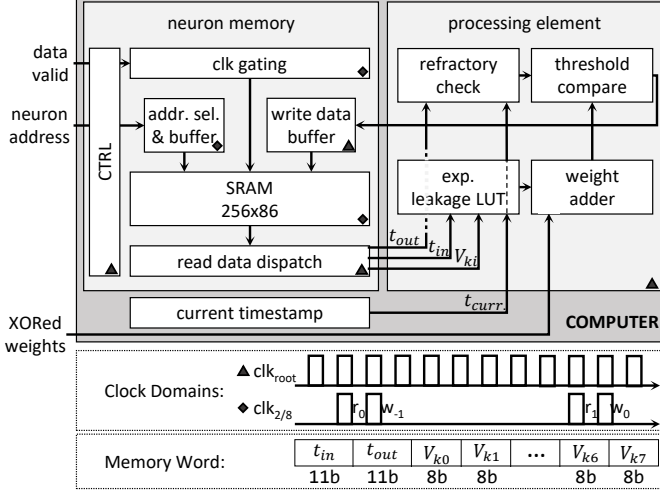 neuron memory
processing element
data valid
clk gating
refractory check
threshold compare
neuron address
CTRL
addr. sel. & buffer
write data buffer
SRAM 256x86
exp. leakage LUT
weight adder
read data dispatch
t_out
t_in
V_ki
current timestamp
t_curr.
COMPUTER
XORed weights
Clock Domains:
clk_root
clk_2/8
r_0
w_-1
r_1
w_0
Memory Word:
t_in t_out V_k0 V_k1 ... V_k6 V_k7
11b 11b 8b 8b 8b 8b